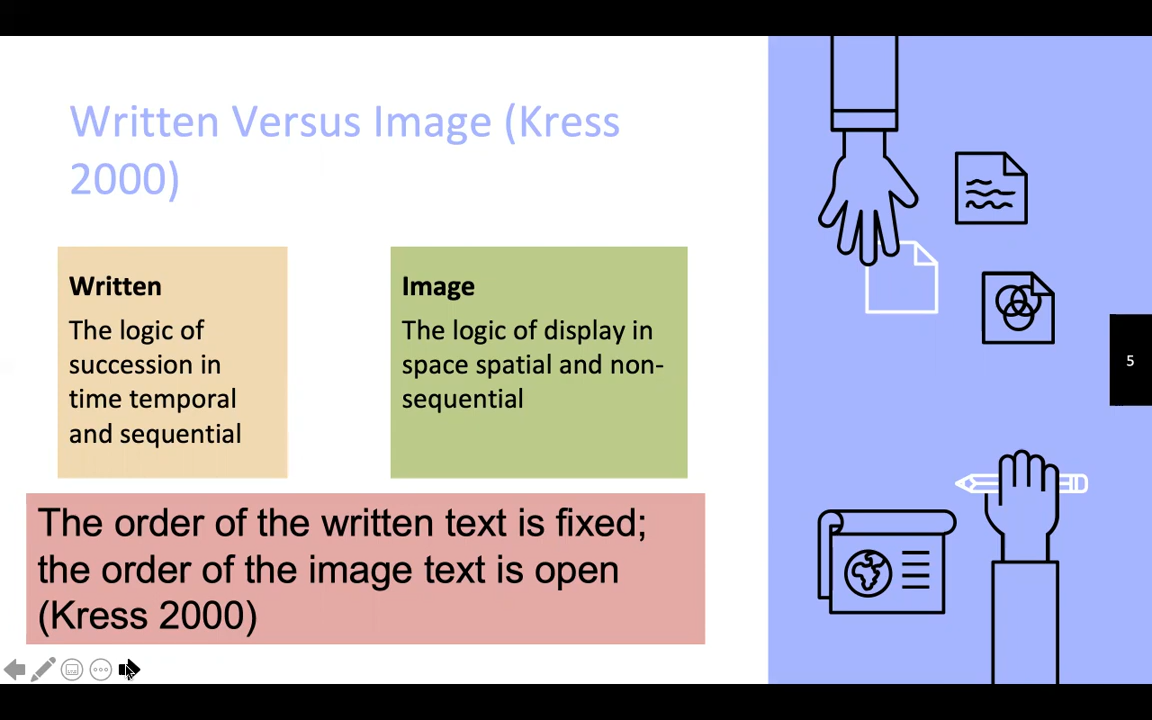 Written Versus Image (Kress
2000)
Written
The logic of
succession in
time temporal
and sequential
Image
The logic of display in
space spatial and non-
sequential
The order of the written text is fixed;
the order of the image text is open
(Kress 2000)
5